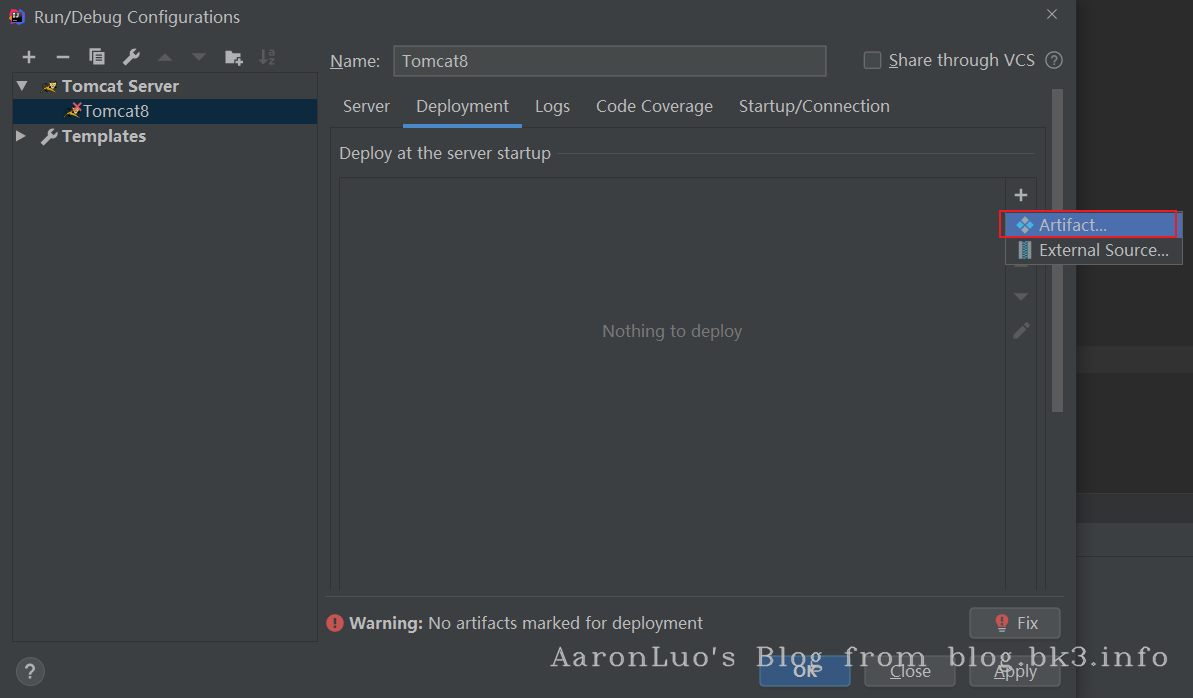 Run/Debug Configurations
Name: Tomcat8
Share through VCS
Tomcat Server
Tomcat8
Templates
Server Deployment Logs Code Coverage Startup/Connection
Deploy at the server startup
Artifact...
External Source...
Nothing to deploy
Warning: No artifacts marked for deployment
Fix
AaronLuo's Blog from blog.bk3.info
OK Close Apply